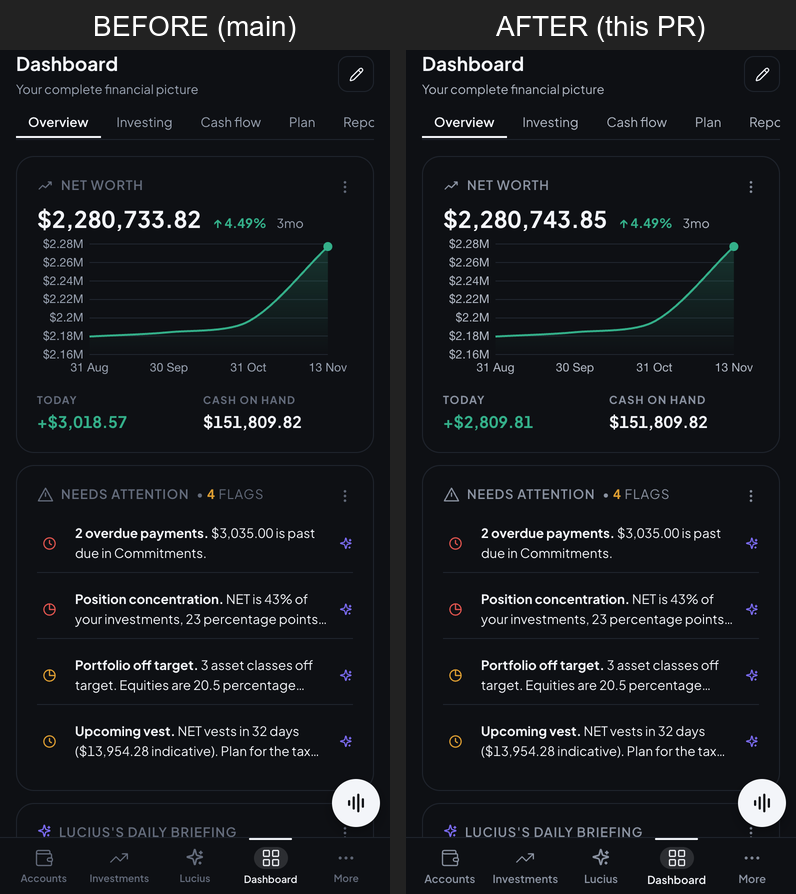 BEFORE (main)
Dashboard
Your complete financial picture
Overview Investing Cash flow Plan Repo
NET WORTH
$2,280,733.82 ↑ 4.49% 3mo
$2.28M
$2.26M
$2.24M
$2.22M
$2.2M
$2.18M
$2.16M
31 Aug 30 Sep 31 Oct 13 Nov
TODAY CASH ON HAND
+$3,018.57 $151,809.82
NEEDS ATTENTION • 4 FLAGS
2 overdue payments. $3,035.00 is past
due in Commitments.
Position concentration. NET is 43% of
your investments, 23 percentage points...
Portfolio off target. 3 asset classes off
target. Equities are 20.5 percentage...
Upcoming vest. NET vests in 32 days
($13,954.28 indicative). Plan for the tax...
LUCIUS'S DAILY BRIEFING
Accounts Investments Lucius Dashboard More
AFTER (this PR)
Dashboard
Your complete financial picture
Overview Investing Cash flow Plan Repo
NET WORTH
$2,280,743.85 ↑ 4.49% 3mo
$2.28M
$2.26M
$2.24M
$2.22M
$2.2M
$2.18M
$2.16M
31 Aug 30 Sep 31 Oct 13 Nov
TODAY CASH ON HAND
+$2,809.81 $151,809.82
NEEDS ATTENTION • 4 FLAGS
2 overdue payments. $3,035.00 is past
due in Commitments.
Position concentration. NET is 43% of
your investments, 23 percentage points...
Portfolio off target. 3 asset classes off
target. Equities are 20.5 percentage...
Upcoming vest. NET vests in 32 days
($13,954.28 indicative). Plan for the tax...
LUCIUS'S DAILY BRIEFING
Accounts Investments Lucius Dashboard More